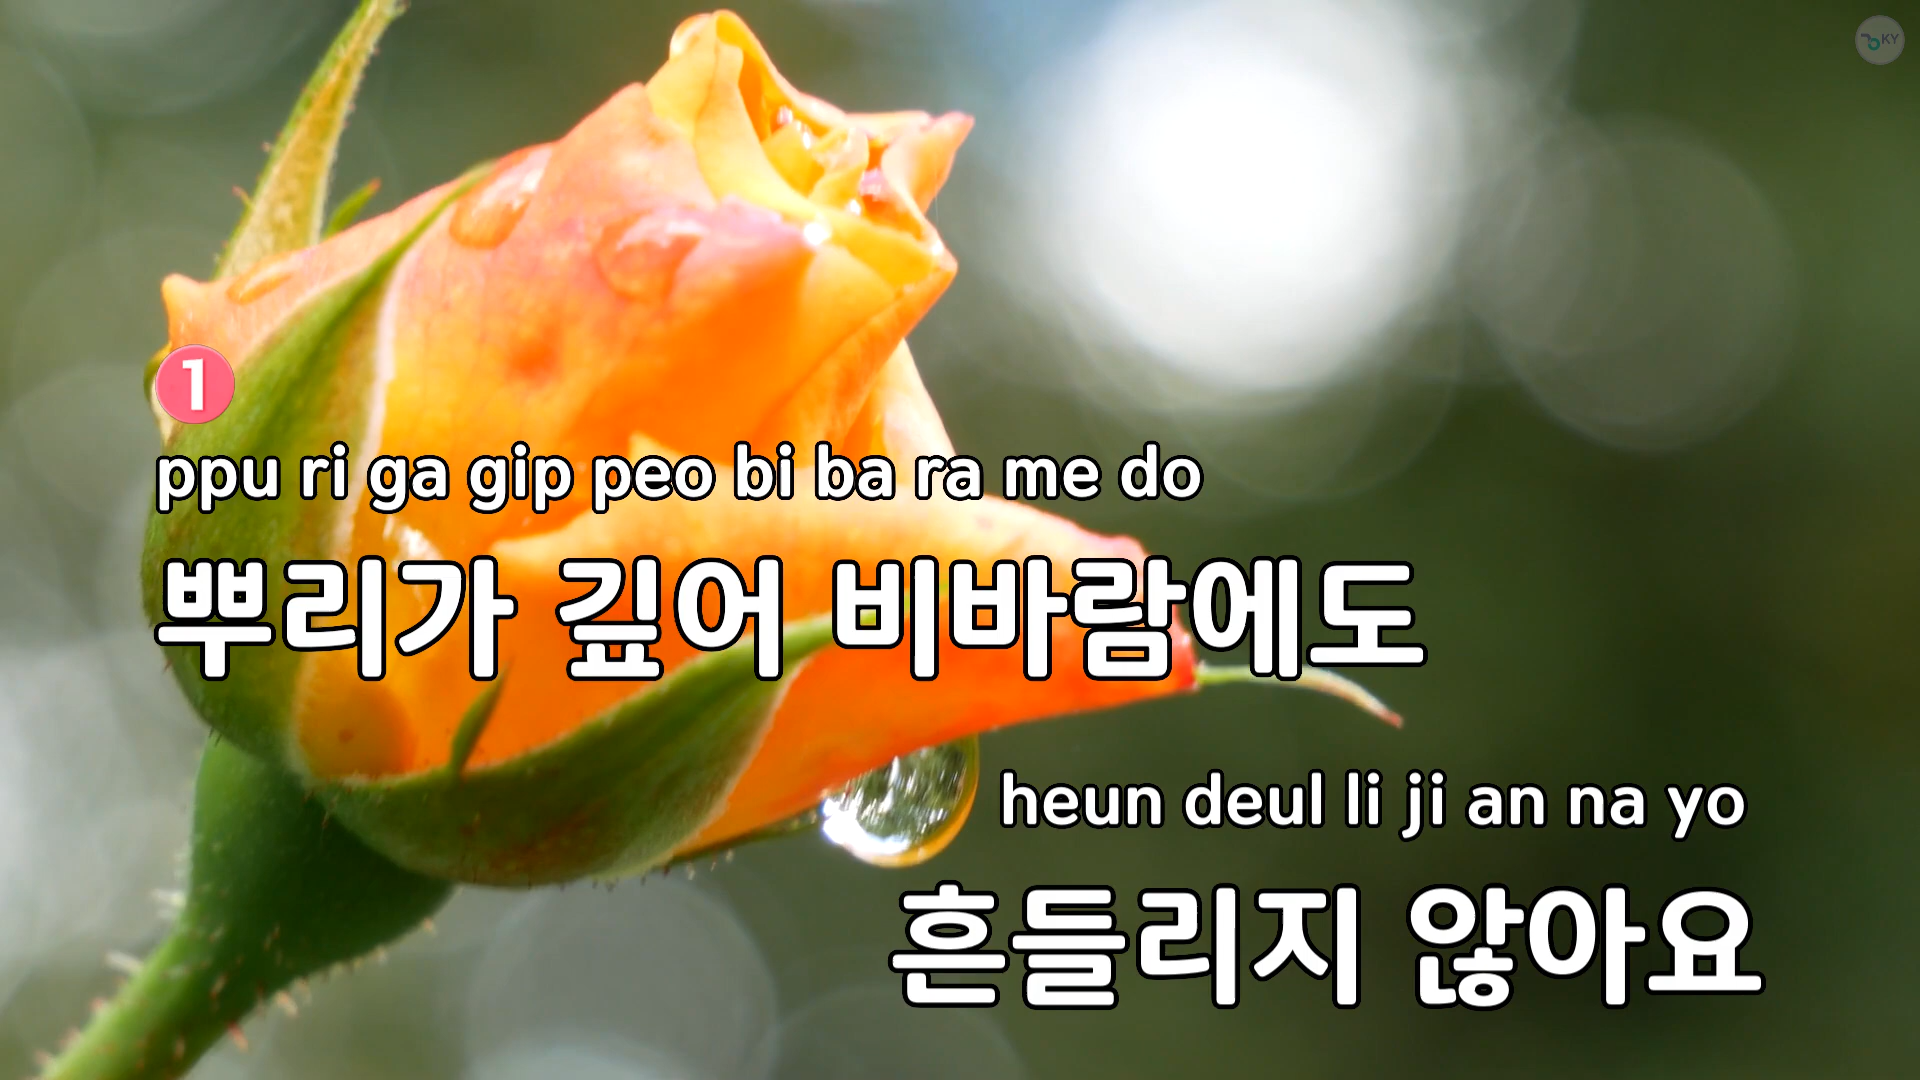 KY
1
ppu ri ga gip peo bi ba ra me do
뿌리가 깊어 비바람에도
heun deul li ji an na yo
흔들리지 않아요